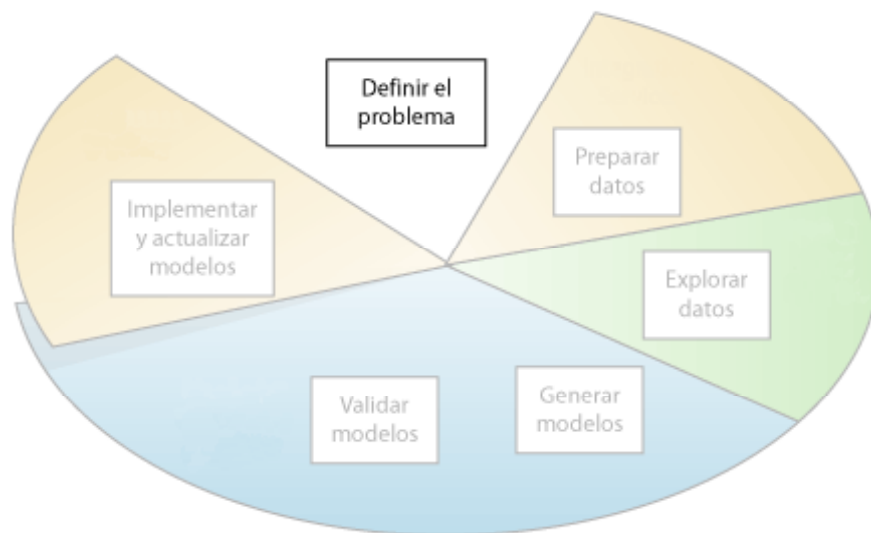 Definir el
problema
Preparar
datos
Explorar
datos
Generar
modelos
Validar
modelos
Implementar
y actualizar
modelos